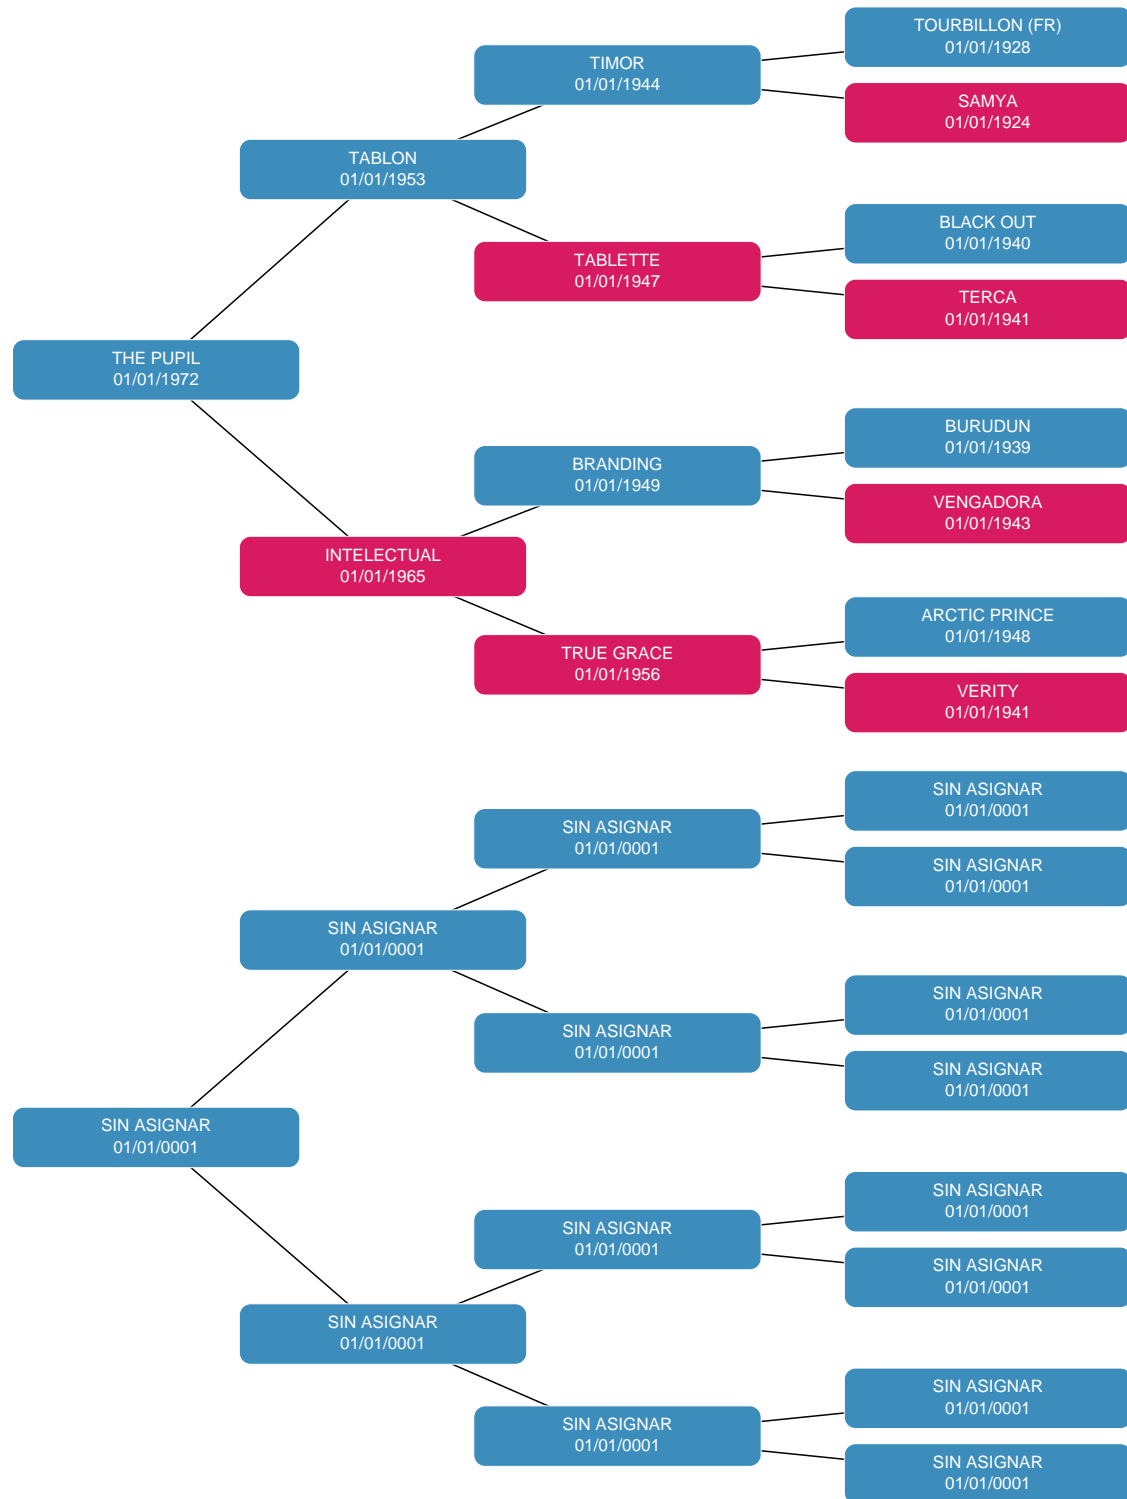 TOURBILLON (FR)
01/01/1928
TIMOR
01/01/1944
SAMYA
01/01/1924
TABLON
01/01/1953
BLACK OUT
01/01/1940
TABLETTE
01/01/1947
TERCA
01/01/1941
THE PUPIL
01/01/1972
BURUDUN
01/01/1939
BRANDING
01/01/1949
VENGADORA
01/01/1943
INTELECTUAL
01/01/1965
ARCTIC PRINCE
01/01/1948
TRUE GRACE
01/01/1956
VERITY
01/01/1941
SIN ASIGNAR
01/01/0001
SIN ASIGNAR
01/01/0001
SIN ASIGNAR
01/01/0001
SIN ASIGNAR
01/01/0001
SIN ASIGNAR
01/01/0001
SIN ASIGNAR
01/01/0001
SIN ASIGNAR
01/01/0001
SIN ASIGNAR
01/01/0001
SIN ASIGNAR
01/01/0001
SIN ASIGNAR
01/01/0001
SIN ASIGNAR
01/01/0001
SIN ASIGNAR
01/01/0001
SIN ASIGNAR
01/01/0001
SIN ASIGNAR
01/01/0001
SIN ASIGNAR
01/01/0001